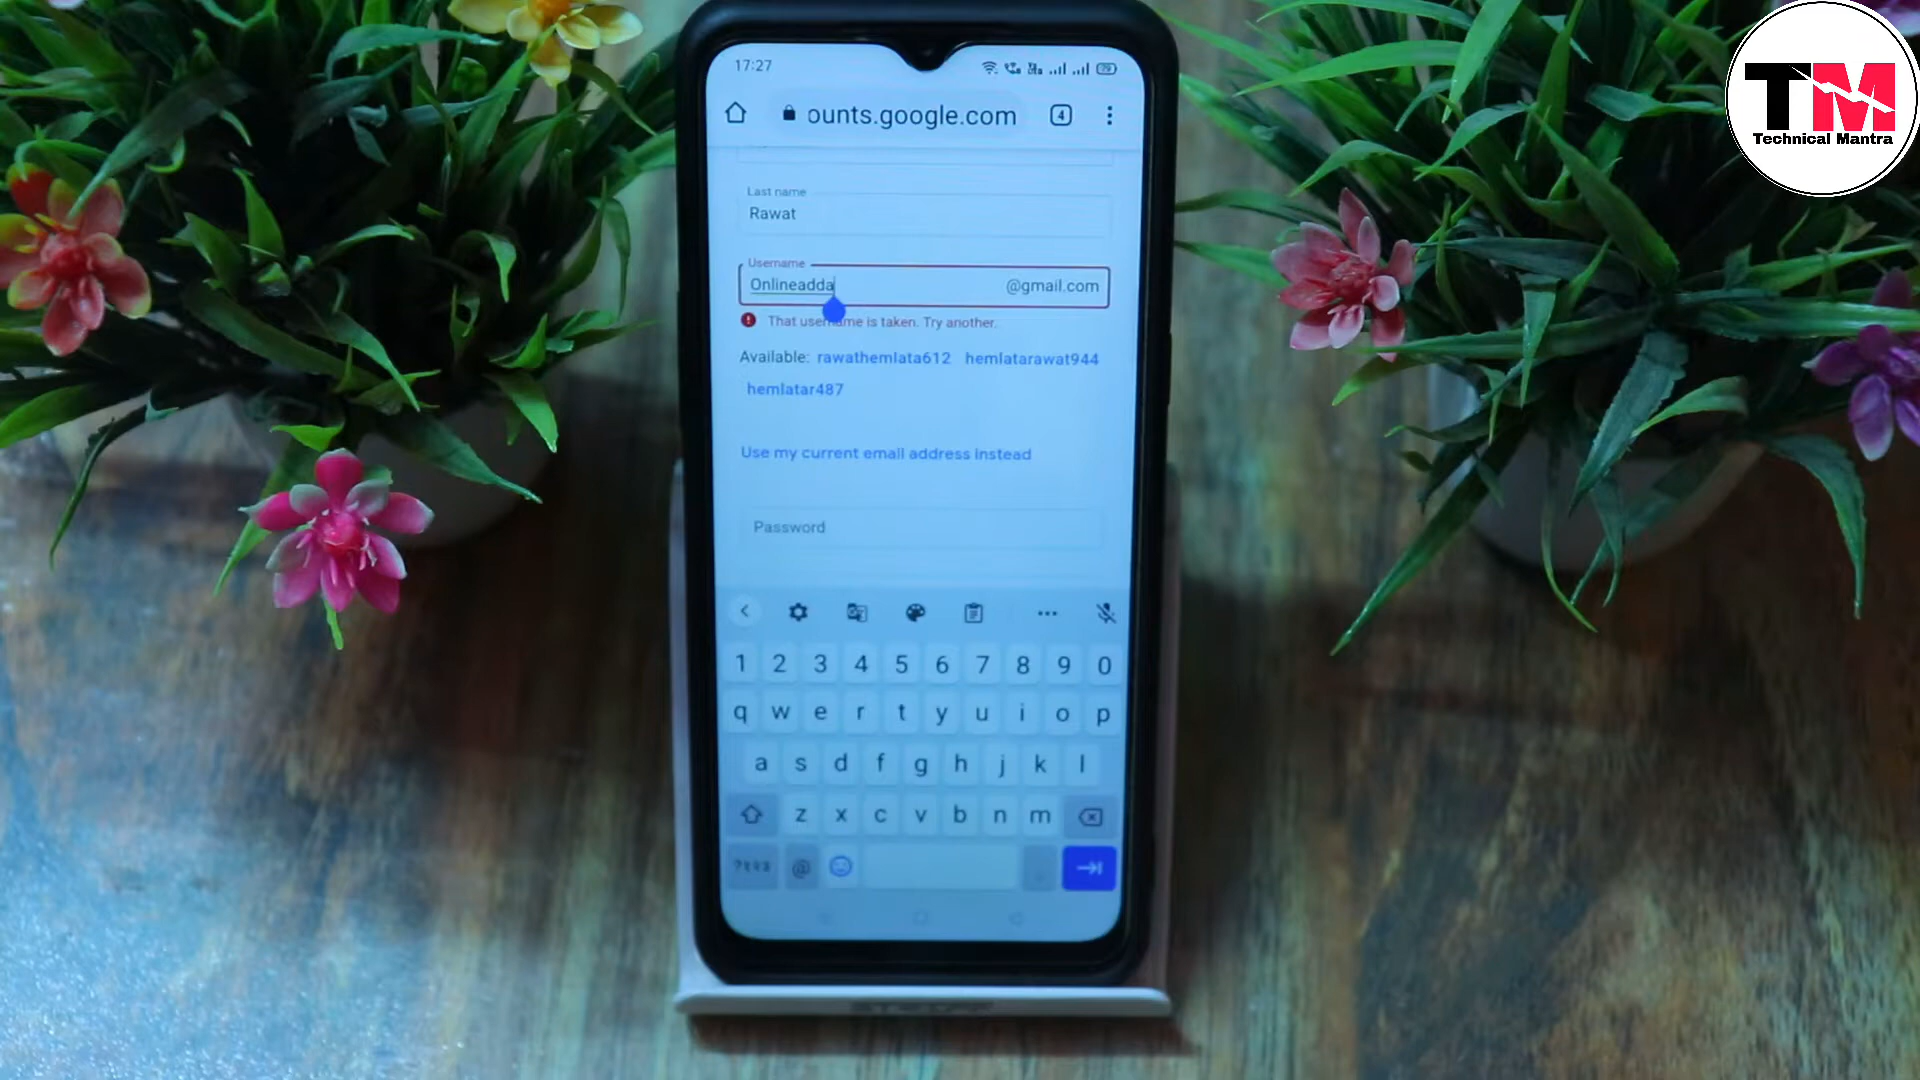 17:27
79
ounts.google.com
4
Last name
Rawat
Username
Onlineadda
@gmail.com
That username is taken. Try another.
Available: rawathemlata612 hemlatarawat944
hemlatar487
Use my current email address instead
Password
1 2 3 4 5 6 7 8 9 0
q w e r t y u i o p
a s d f g h j k l
z x c v b n m
?१२३ @
TM
Technical Mantra